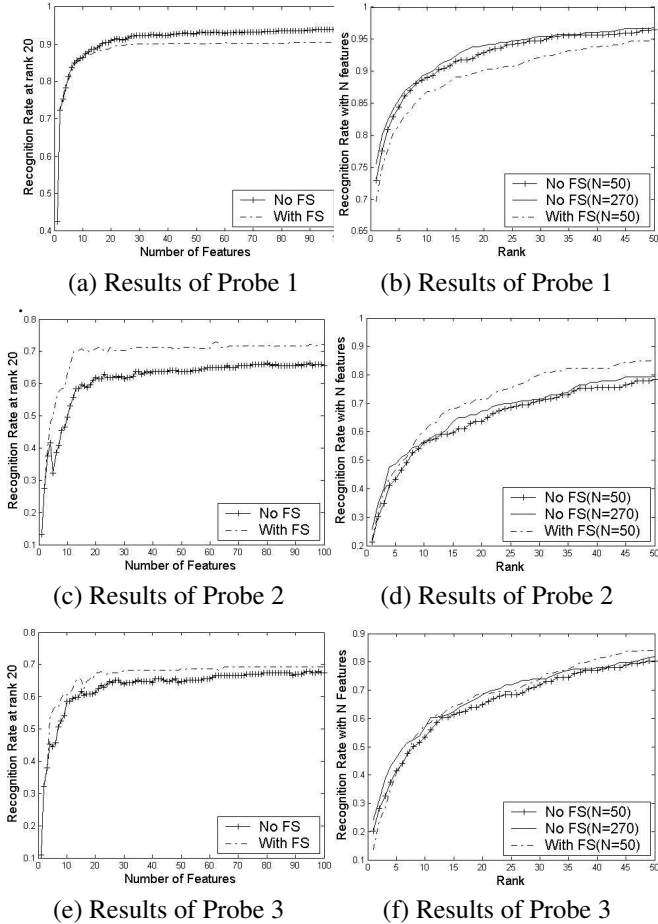 Recognition Rate at rank 20
1
0.9
0.8
0.7
0.6
0.5
0.4
No FS
With FS
0 10 20 30 40 50 60 70 80 90 100
Number of Features
(a) Results of Probe 1
Recognition Rate with N features
1
0.95
0.9
0.85
0.8
0.75
0.7
0.65
No FS(N=50)
No FS(N=270)
With FS(N=50)
0 5 10 15 20 25 30 35 40 45 50
Rank
(b) Results of Probe 1
Recognition Rate at rank 20
0.8
0.7
0.6
0.5
0.4
0.3
0.2
0.1
No FS
With FS
0 10 20 30 40 50 60 70 80 90 100
Number of Features
(c) Results of Probe 2
Recognition Rate with N features
1
0.9
0.8
0.7
0.6
0.5
0.4
0.3
0.2
No FS(N=50)
No FS(N=270)
With FS(N=50)
0 5 10 15 20 25 30 35 40 45 50
Rank
(d) Results of Probe 2
Recognition Rate at rank 20
0.8
0.7
0.6
0.5
0.4
0.3
0.2
0.1
No FS
With FS
0 10 20 30 40 50 60 70 80 90 100
Number of Features
(e) Results of Probe 3
Recognition Rate with N Features
0.9
0.8
0.7
0.6
0.5
0.4
0.3
0.2
0.1
No FS(N=50)
No FS(N=270)
With FS(N=50)
0 5 10 15 20 25 30 35 40 45 50
Rank
(f) Results of Probe 3